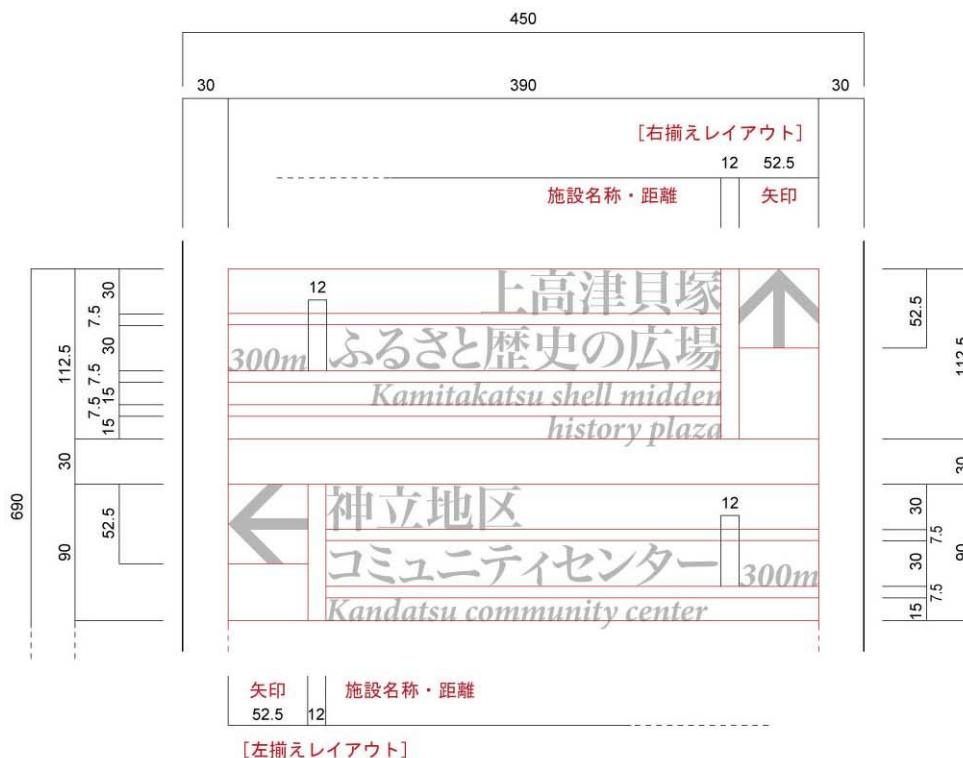 450
30
390
30
[右揃えレイアウト]
12
52.5
施設名称・距離
矢印
上高津貝塚
12
300m ふるさと歴史の広場
Kamitakatsu shell midden
history plaza
30
7.5
30
7.5
15
7.5
15
112.5
30
690
52.5
90
52.5
112.5
30
神立地区
12
コミュニティセンター 300m
Kandatsu community center
30
7.5
30
7.5
15
90
矢印
施設名称・距離
52.5
12
[左揃えレイアウト]